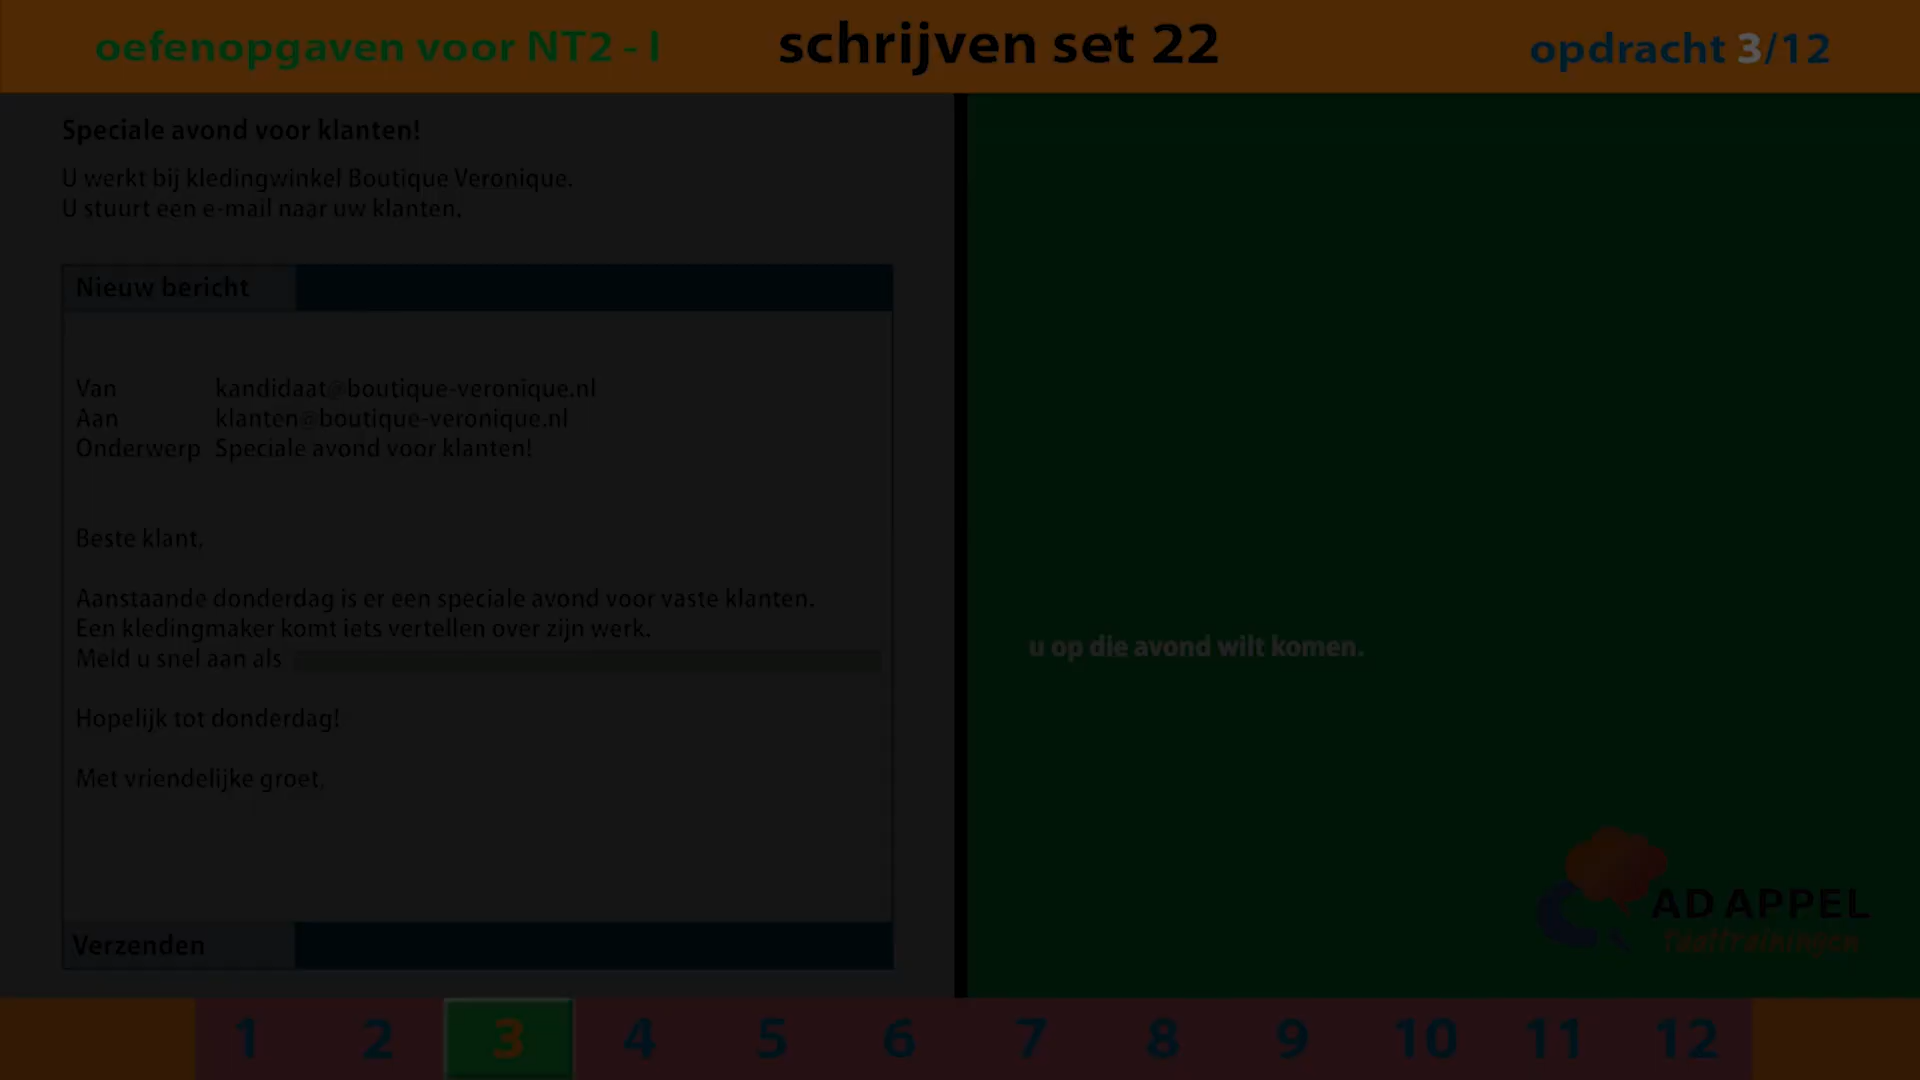 oefenopgaven voor NT2 - I
schrijven set 22
opdracht 3/12
Speciale avond voor klanten!
U werkt bij kledingwinkel Boutique Veronique.
U stuurt een e-mail naar uw klanten.
Nieuw bericht
Van kandidaat@boutique-veronique.nl
Aan klanten@boutique-veronique.nl
Onderwerp Speciale avond voor klanten!
Beste klant,
Aanstaande donderdag is er een speciale avond voor vaste klanten.
Een kledingmaker komt iets vertellen over zijn werk.
Meld u snel aan als
Hopelijk tot donderdag!
Met vriendelijke groet,
Verzenden
u op die avond wilt komen.
AD APPEL
taaltrainingen
1 2 3 4 5 6 7 8 9 10 11 12